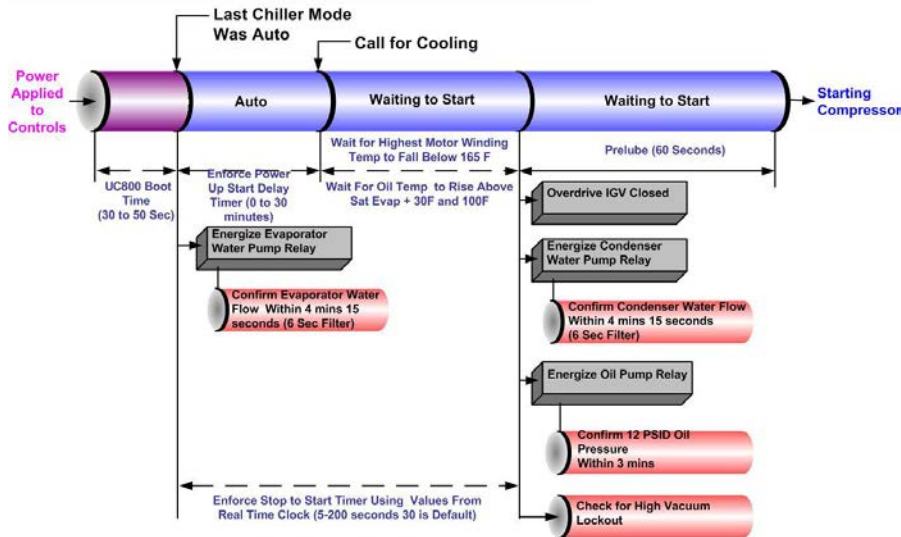 Last Chiller Mode
Was Auto
Call for Cooling
Power
Applied
to
Controls
Auto
Waiting to Start
Waiting to Start
Starting
Compressor
UC800 Boot
Time
(30 to 50 Sec)
Enforce Power
Up Start Delay
Timer (0 to 30
minutes)
Wait for Highest Motor Winding
Temp to Fall Below 165 F
Wait For Oil Temp to Rise Above
Sat Evap + 30F and 100F
Prelube (60 Seconds)
Overdrive IGV Closed
Energize Evaporator
Water Pump Relay
Energize Condenser
Water Pump Relay
Confirm Evaporator Water
Flow Within 4 mins 15
seconds (6 Sec Filter)
Confirm Condenser Water Flow
Within 4 mins 15 seconds
(6 Sec Filter)
Energize Oil Pump Relay
Confirm 12 PSID Oil
Pressure
Within 3 mins
Enforce Stop to Start Timer Using Values From
Real Time Clock (5-200 seconds 30 is Default)
Check for High Vacuum
Lockout